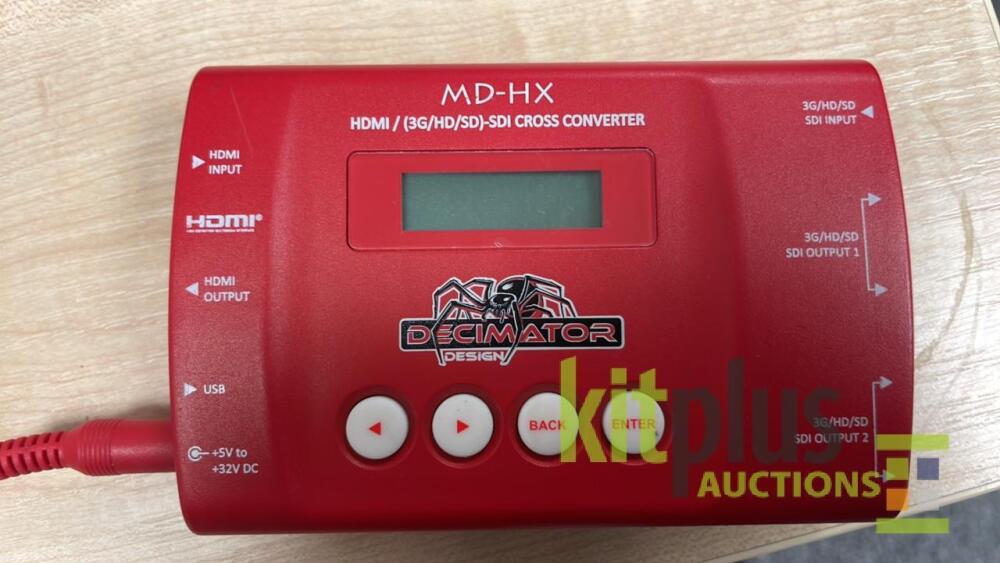 MD-HX
HDMI / (3G/HD/SD)-SDI CROSS CONVERTER
HDMI
INPUT
HDMI®
HDMI
OUTPUT
USB
+5V to
+32V DC
3G/HD/SD
SDI INPUT
3G/HD/SD
SDI OUTPUT 1
3G/HD/SD
SDI OUTPUT 2
DECIMATOR
DESIGN
BACK
ENTER
kitplus
AUCTIONS